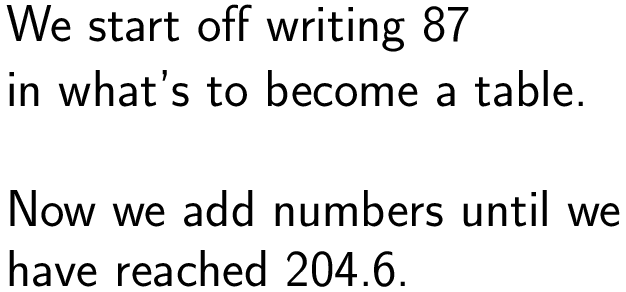 We start off writing 87
in what's to become a table.
Now we add numbers until we
have reached 204.6.